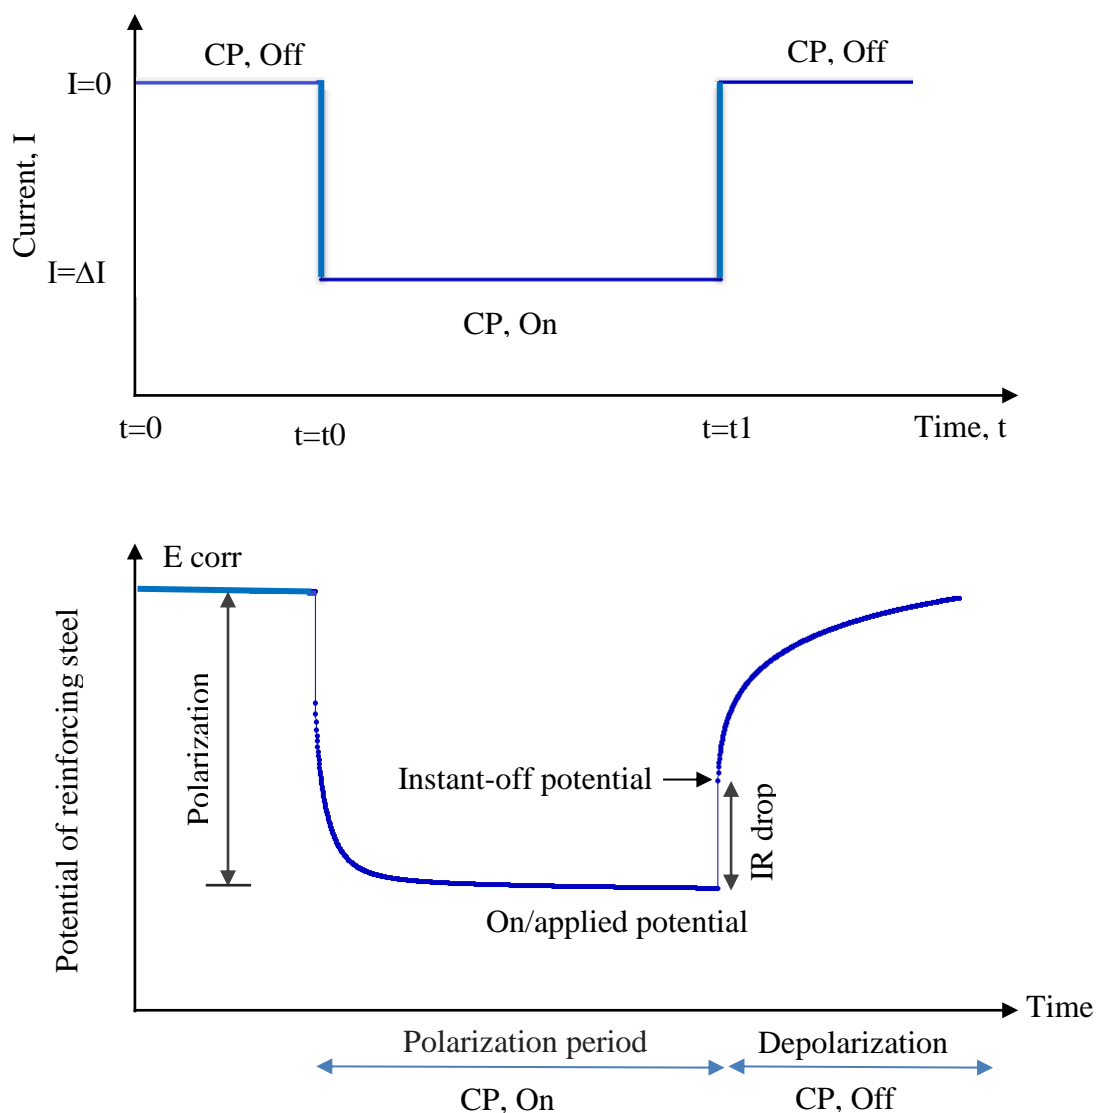 CP, Off
CP, Off
I=0
Current, I
I=ΔI
CP, On
t=0
t=t0
t=t1
Time, t
E corr
Potential of reinforcing steel
Polarization
Instant-off potential
IR drop
On/applied potential
Time
Polarization period
Depolarization
CP, On
CP, Off